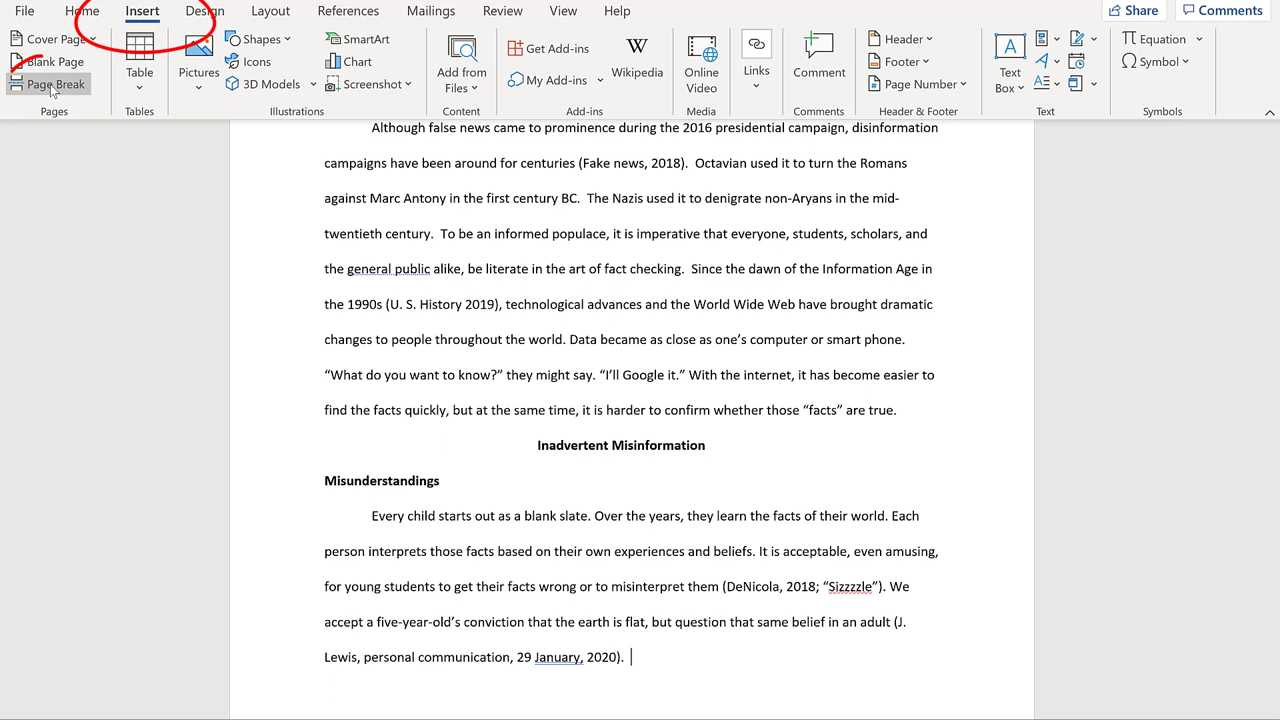 File Home Insert Design Layout References Mailings Review View Help Share Comments
Cover Page Shapes SmartArt Get Add-ins Header Equation
Blank Page Icons Chart My Add-ins Footer Symbol
Page Break 3D Models Screenshot Page Number
Table Pictures Add from Files Wikipedia Online Video Links Comment Text Box
Pages Tables Illustrations Content Add-ins Media Comments Header & Footer Text Symbols
Although false news came to prominence during the 2016 presidential campaign, disinformation
campaigns have been around for centuries (Fake news, 2018).  Octavian used it to turn the Romans
against Marc Antony in the first century BC.  The Nazis used it to denigrate non-Aryans in the mid-
twentieth century.  To be an informed populace, it is imperative that everyone, students, scholars, and
the general public alike, be literate in the art of fact checking.  Since the dawn of the Information Age in
the 1990s (U. S. History 2019), technological advances and the World Wide Web have brought dramatic
changes to people throughout the world. Data became as close as one’s computer or smart phone.
“What do you want to know?” they might say. “I’ll Google it.” With the internet, it has become easier to
find the facts quickly, but at the same time, it is harder to confirm whether those “facts” are true.
Inadvertent Misinformation
Misunderstandings
Every child starts out as a blank slate. Over the years, they learn the facts of their world. Each
person interprets those facts based on their own experiences and beliefs. It is acceptable, even amusing,
for young students to get their facts wrong or to misinterpret them (DeNicola, 2018; “Sizzzzle”). We
accept a five-year-old’s conviction that the earth is flat, but question that same belief in an adult (J.
Lewis, personal communication, 29 January, 2020).